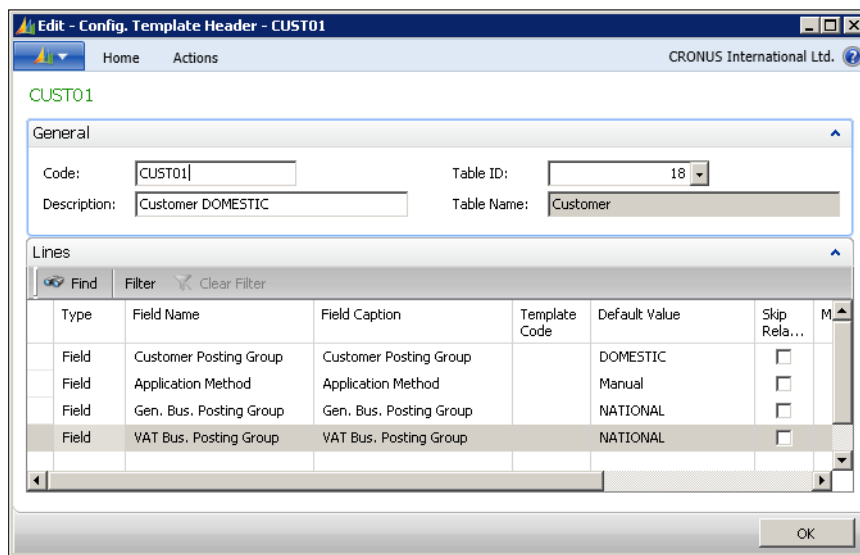 Edit - Config. Template Header - CUST01
Home Actions CRONUS International Ltd.
CUST01
General
Code: CUST01 Table ID: 18
Description: Customer DOMESTIC Table Name: Customer
Lines
Find Filter Clear Filter
Type Field Name Field Caption Template Code Default Value Skip Rela... M
Field Customer Posting Group Customer Posting Group DOMESTIC
Field Application Method Application Method Manual
Field Gen. Bus. Posting Group Gen. Bus. Posting Group NATIONAL
Field VAT Bus. Posting Group VAT Bus. Posting Group NATIONAL
OK